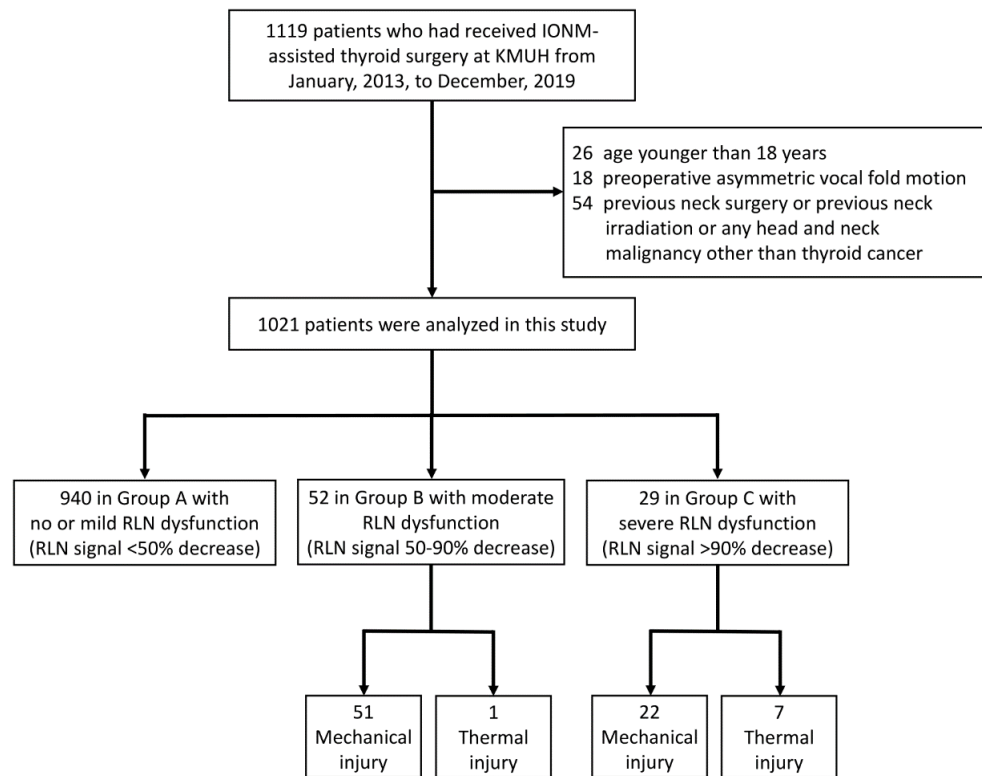 1119 patients who had received IONM-
assisted thyroid surgery at KMUH from
January, 2013, to December, 2019
26 age younger than 18 years
18 preoperative asymmetric vocal fold motion
54 previous neck surgery or previous neck
irradiation or any head and neck
malignancy other than thyroid cancer
1021 patients were analyzed in this study
940 in Group A with
no or mild RLN dysfunction
(RLN signal <50% decrease)
52 in Group B with moderate
RLN dysfunction
(RLN signal 50-90% decrease)
29 in Group C with
severe RLN dysfunction
(RLN signal >90% decrease)
51
Mechanical
injury
1
Thermal
injury
22
Mechanical
injury
7
Thermal
injury